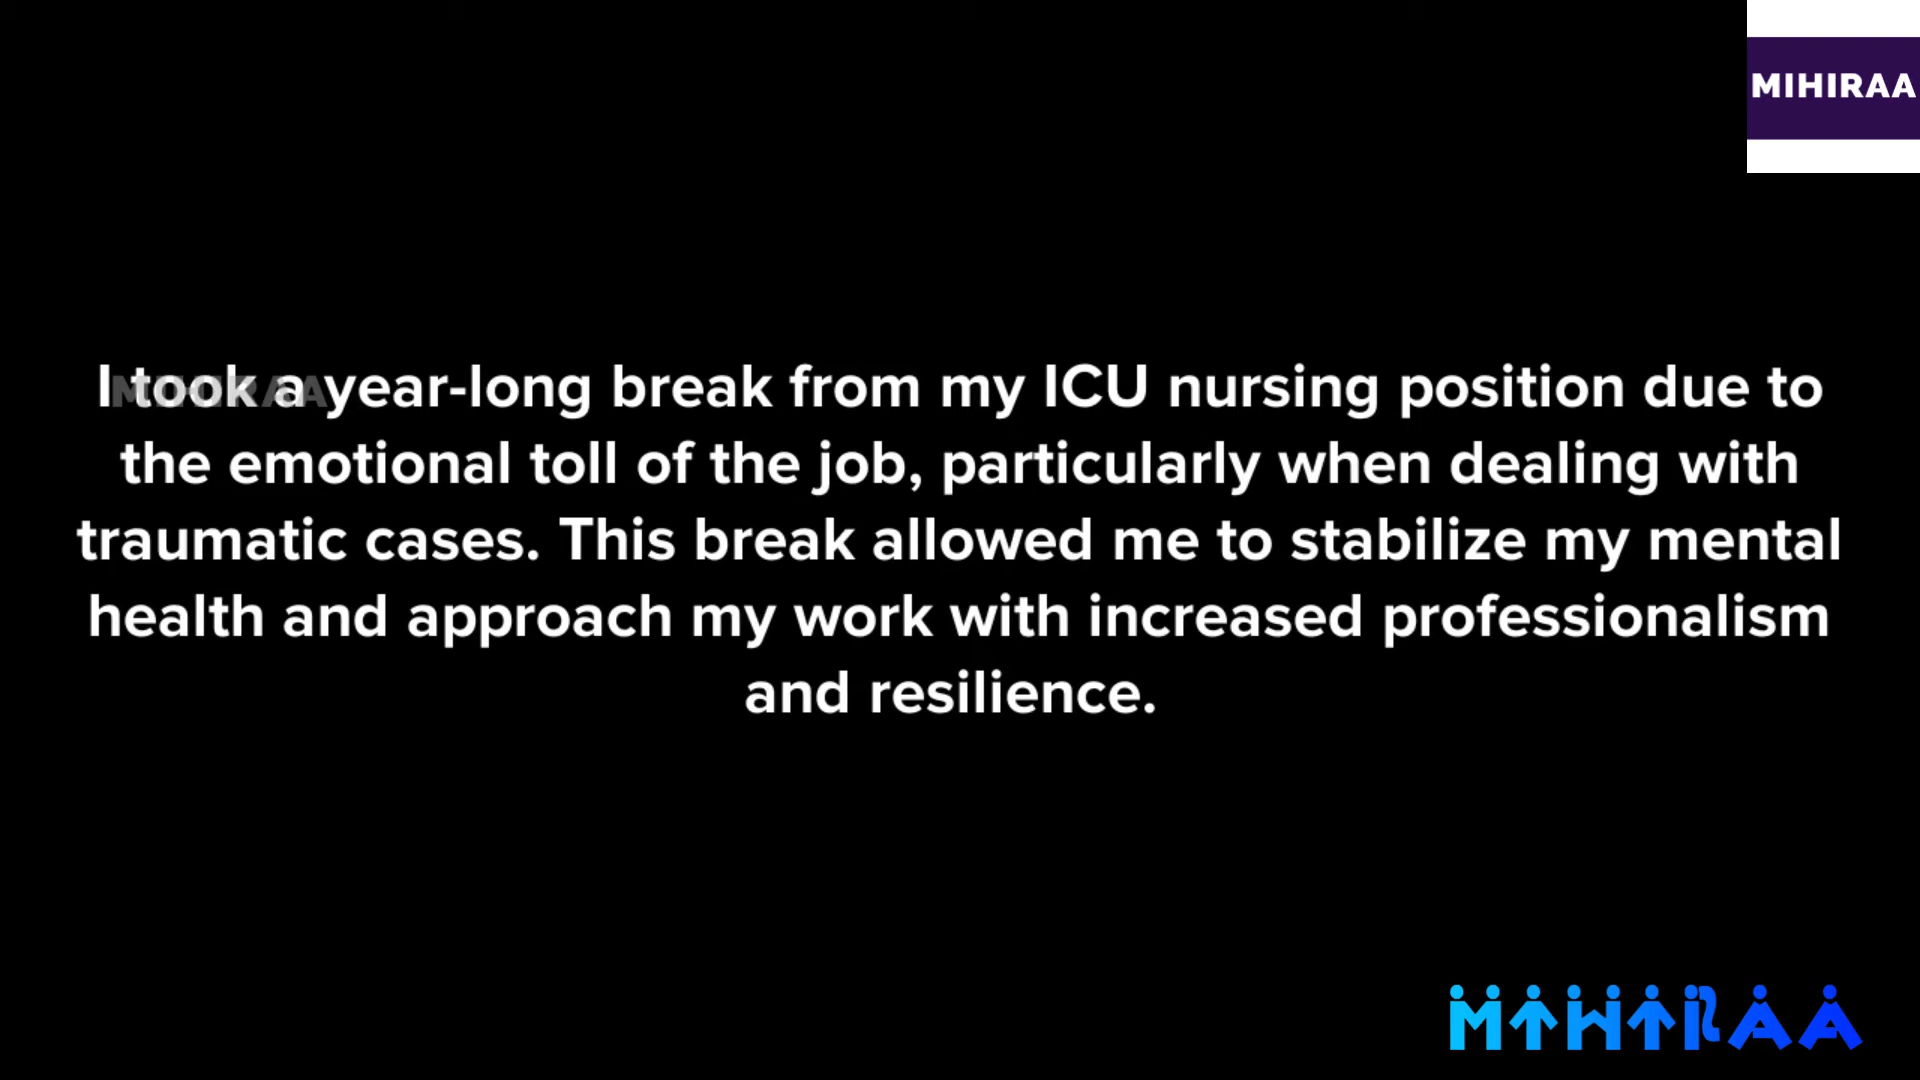 MIHIRAA
I took a year-long break from my ICU nursing position due to
MIHIRAA
the emotional toll of the job, particularly when dealing with
traumatic cases. This break allowed me to stabilize my mental
health and approach my work with increased professionalism
and resilience.
MIHIRAA